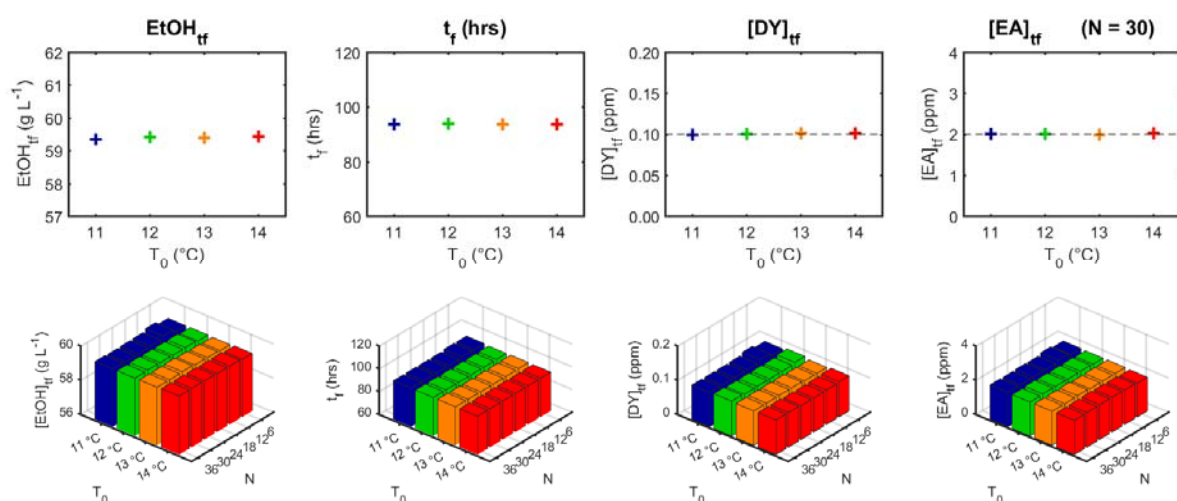 EtOH_tf
t_f (hrs)
[DY]_tf
[EA]_tf (N = 30)
EtOH_tf (g L⁻¹)
62
61
60
59
58
57
11 12 13 14
T_0 (°C)
t_f (hrs)
120
100
80
60
11 12 13 14
T_0 (°C)
[DY]_tf (ppm)
0.20
0.15
0.10
0.05
0.00
11 12 13 14
T_0 (°C)
[EA]_tf (ppm)
4
3
2
1
0
11 12 13 14
T_0 (°C)
[EtOH]_tf (g L⁻¹)
60
58
56
11 °C
12 °C
13 °C
14 °C
T_0
36 30 24 18 12 6
N
t_f (hrs)
120
100
80
60
11 °C
12 °C
13 °C
14 °C
T_0
36 30 24 18 12 6
N
[DY]_tf (ppm)
0.2
0.1
0
11 °C
12 °C
13 °C
14 °C
T_0
36 30 24 18 12 6
N
[EA]_tf (ppm)
4
2
0
11 °C
12 °C
13 °C
14 °C
T_0
36 30 24 18 12 6
N